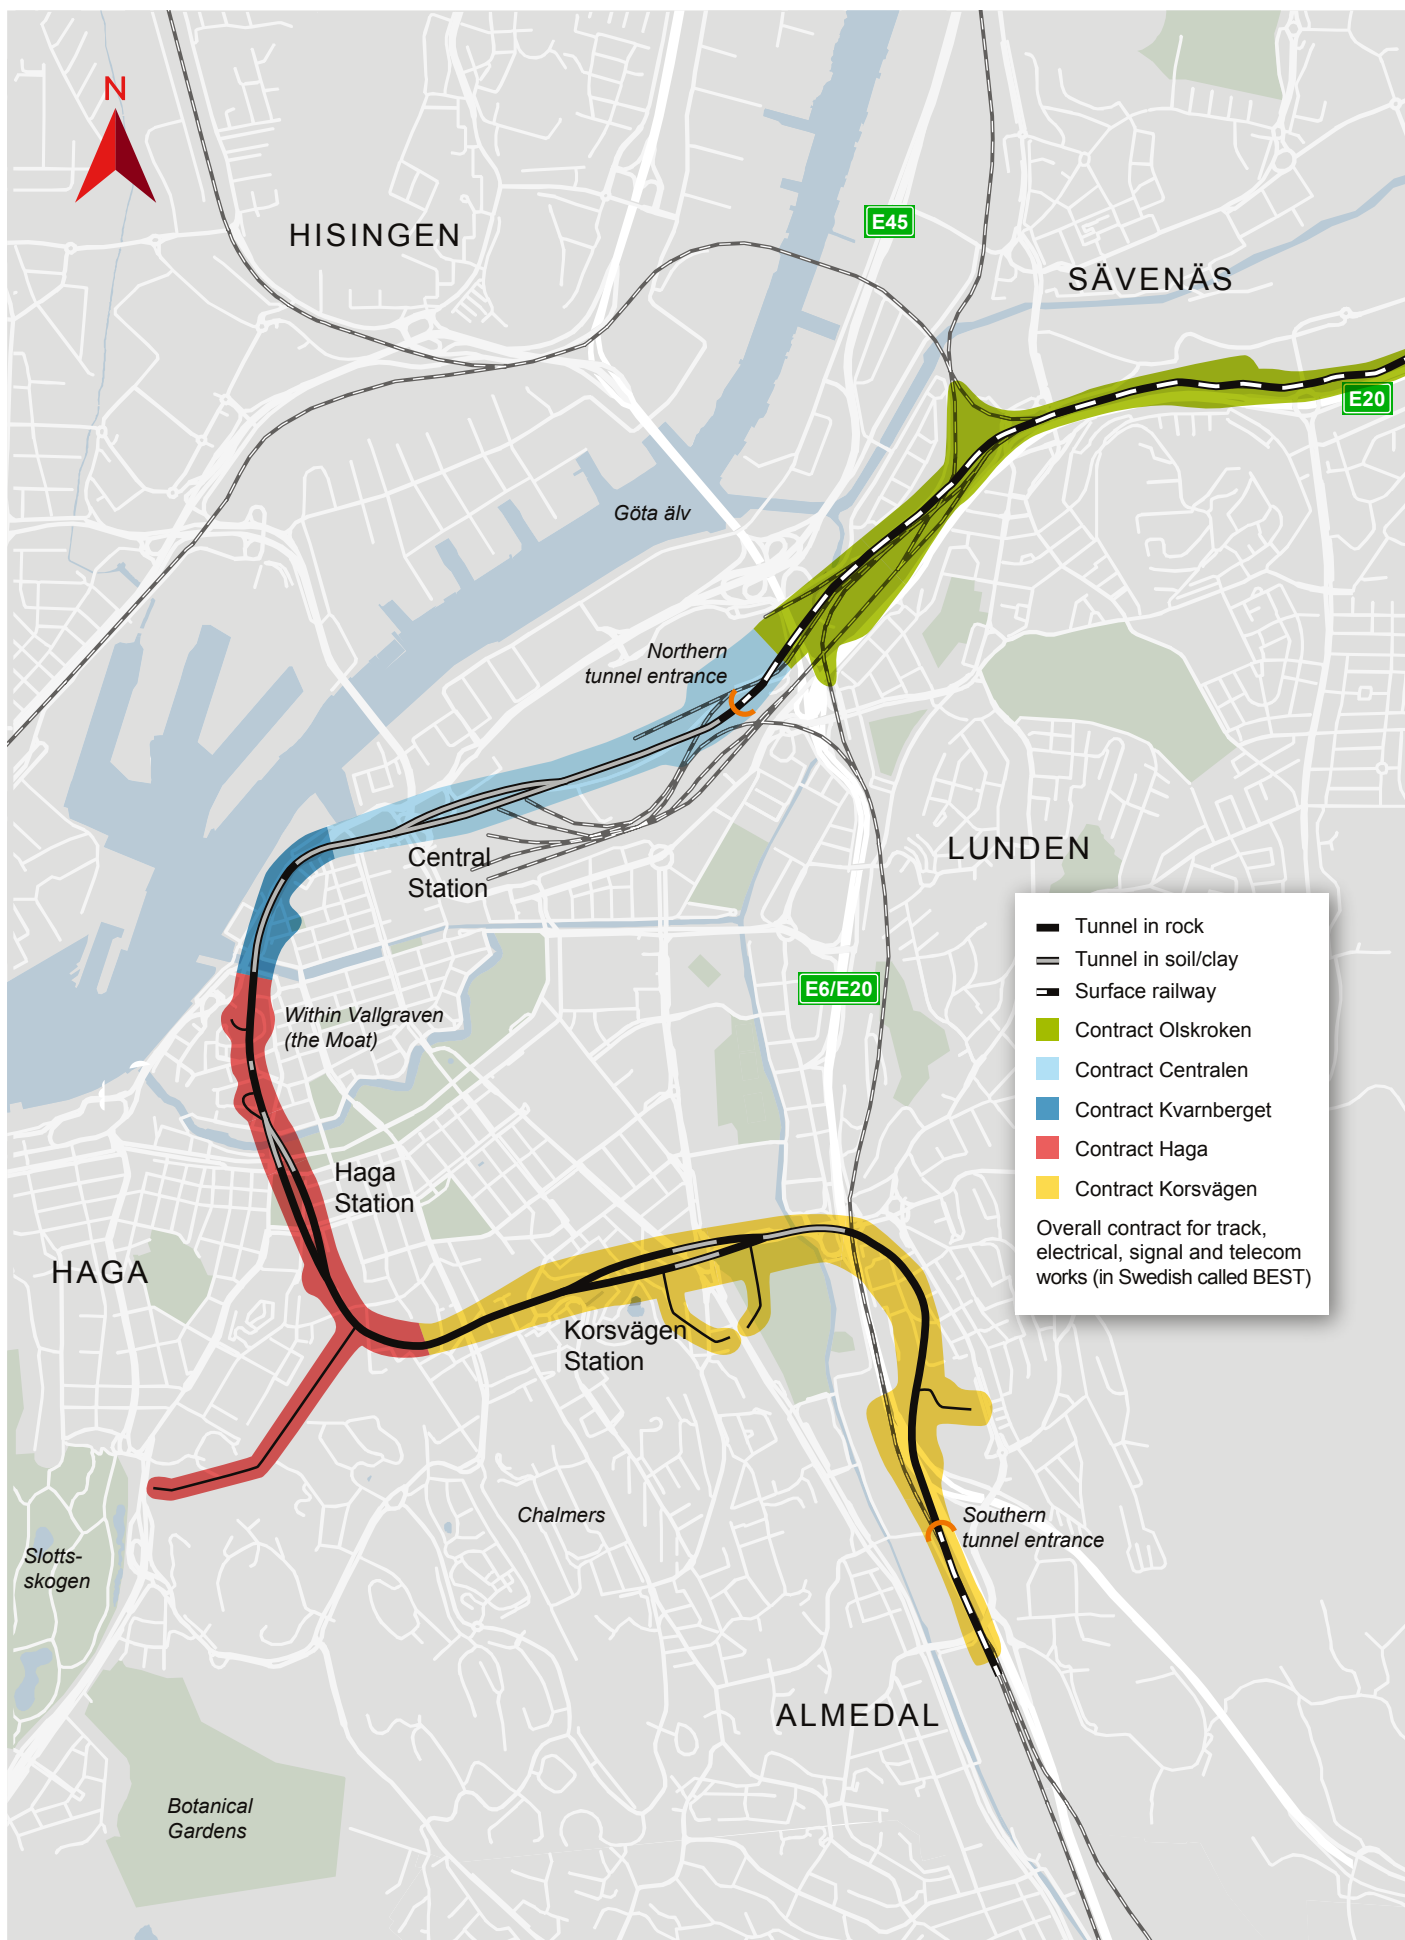 N
HISINGEN
E45
SÄVENÄS
E20
Göta älv
Northern
tunnel entrance
LUNDEN
Central
Station
E6/E20
Within Vallgraven
(the Moat)
Haga
Station
HAGA
Korsvägen
Station
Chalmers
Southern
tunnel entrance
Slotts-
skogen
ALMEDAL
Botanical
Gardens
Tunnel in rock
Tunnel in soil/clay
Surface railway
Contract Olskroken
Contract Centralen
Contract Kvarnberget
Contract Haga
Contract Korsvägen
Overall contract for track,
electrical, signal and telecom
works (in Swedish called BEST)